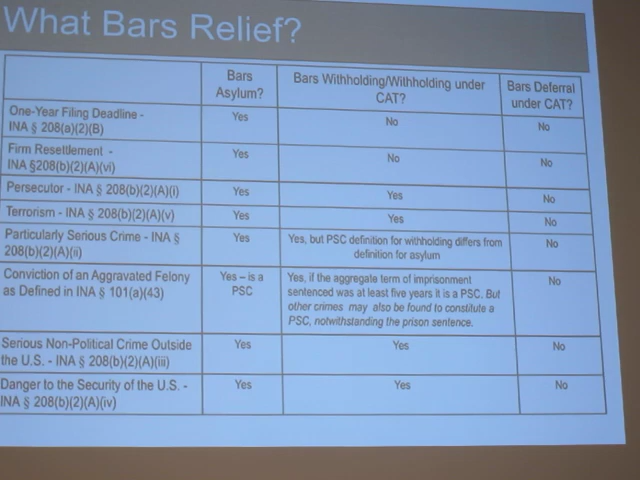 What Bars Relief?
Bars
Asylum?
Bars Withholding/Withholding under
CAT?
Bars Deferral
under CAT?
One-Year Filing Deadline -
INA § 208(a)(2)(B)
Yes
No
No
Firm Resettlement -
INA §208(b)(2)(A)(vi)
Yes
No
No
Persecutor - INA § 208(b)(2)(A)(i)
Yes
Yes
No
Terrorism - INA § 208(b)(2)(A)(v)
Yes
Yes
No
Particularly Serious Crime - INA §
208(b)(2)(A)(ii)
Yes
Yes, but PSC definition for withholding differs from
definition for asylum
No
Conviction of an Aggravated Felony
as Defined in INA § 101(a)(43)
Yes – is a
PSC
Yes, if the aggregate term of imprisonment
sentenced was at least five years it is a PSC. But
other crimes may also be found to constitute a
PSC, notwithstanding the prison sentence.
No
Serious Non-Political Crime Outside
the U.S. - INA § 208(b)(2)(A)(iii)
Yes
Yes
No
Danger to the Security of the U.S. -
INA § 208(b)(2)(A)(iv)
Yes
Yes
No